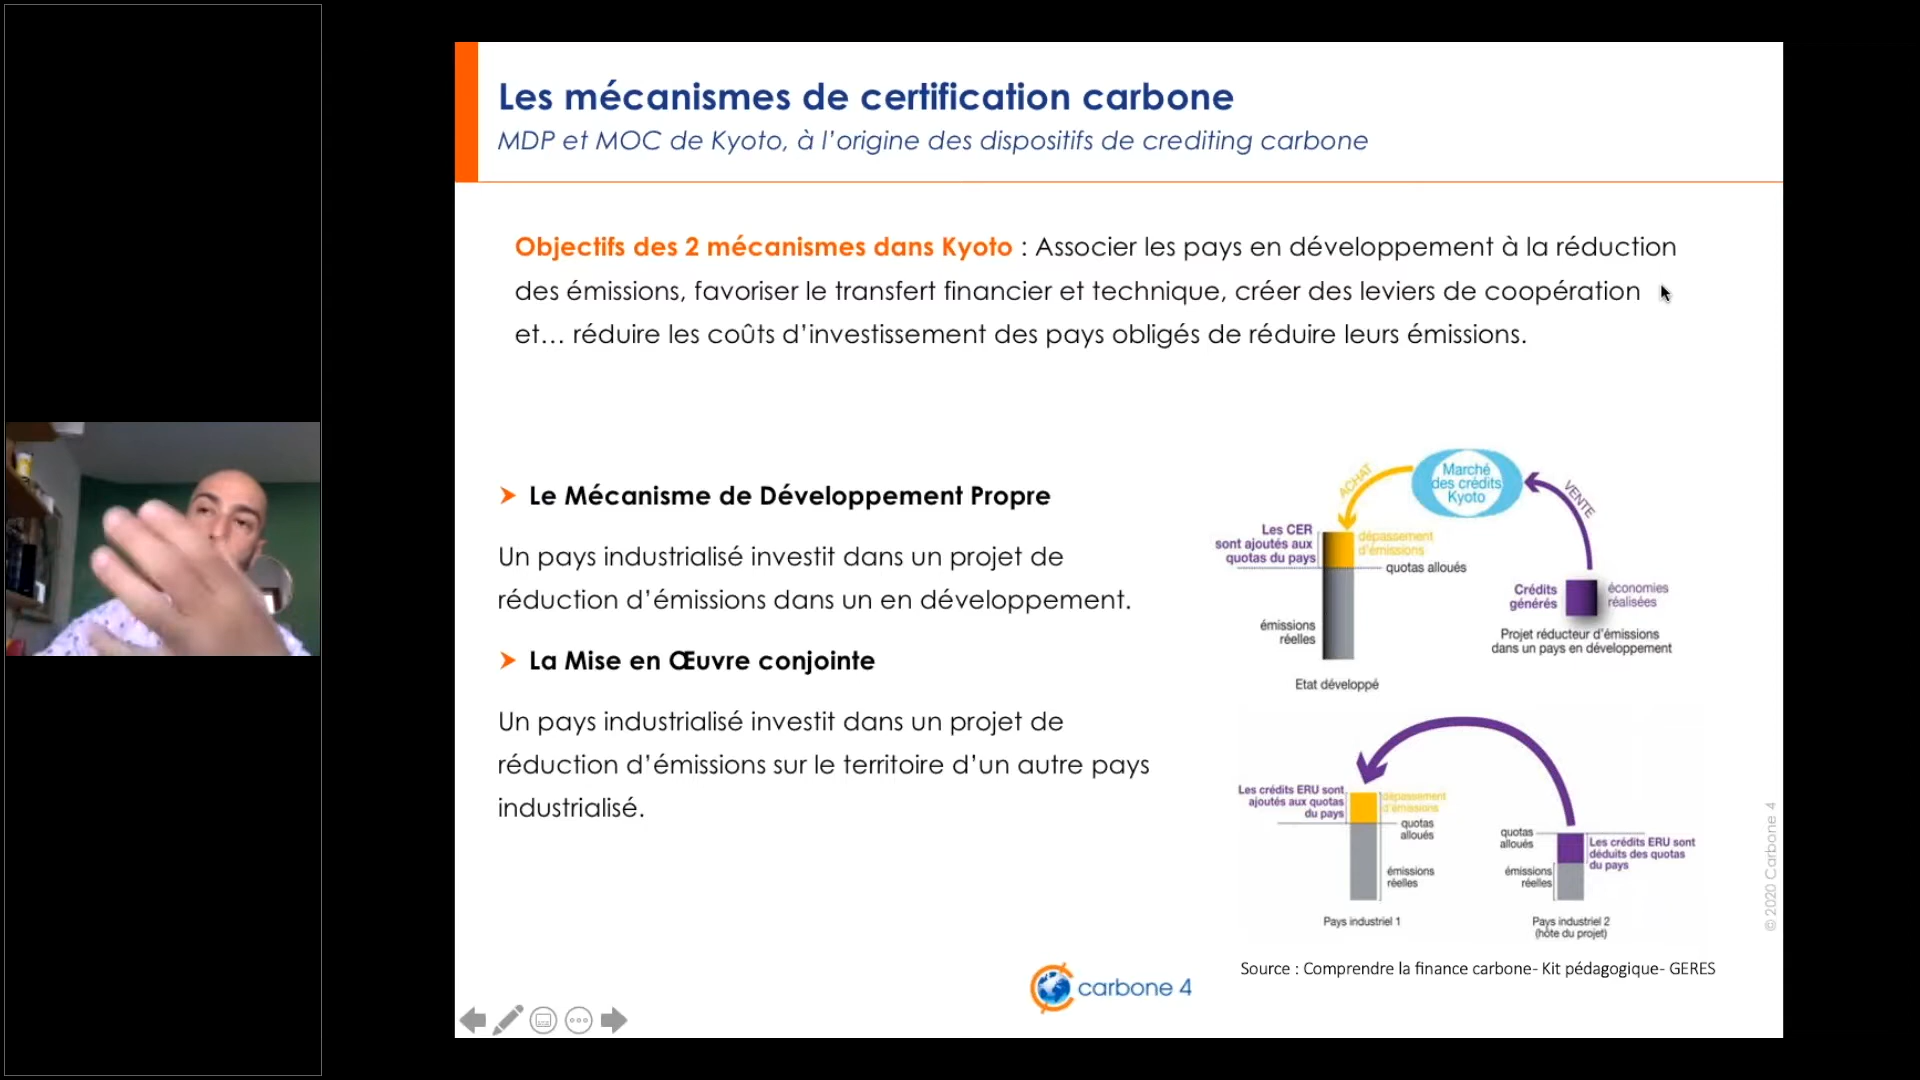 Les mécanismes de certification carbone
MDP et MOC de Kyoto, à l'origine des dispositifs de crediting carbone
Objectifs des 2 mécanismes dans Kyoto : Associer les pays en développement à la réduction
des émissions, favoriser le transfert financier et technique, créer des leviers de coopération
et... réduire les coûts d'investissement des pays obligés de réduire leurs émissions.
➤ Le Mécanisme de Développement Propre
Un pays industrialisé investit dans un projet de
réduction d'émissions dans un en développement.
➤ La Mise en Œuvre conjointe
Un pays industrialisé investit dans un projet de
réduction d'émissions sur le territoire d'un autre pays
industrialisé.
Marché
des crédits
Kyoto
ACHAT
VENTE
Les CER
sont ajoutés aux
quotas du pays
dépassement
d'émissions
quotas alloués
émissions
réelles
Etat développé
Crédits
générés
économies
réalisées
Projet réducteur d'émissions
dans un pays en développement
Les crédits ERU sont
ajoutés aux quotas
du pays
dépassement
d'émissions
quotas
alloués
émissions
réelles
Pays industriel 1
quotas
alloués
émissions
réelles
Les crédits ERU sont
déduits des quotas
du pays
Pays industriel 2
(hôte du projet)
Source : Comprendre la finance carbone- Kit pédagogique- GERES
carbone 4
© 2020 Carbone 4